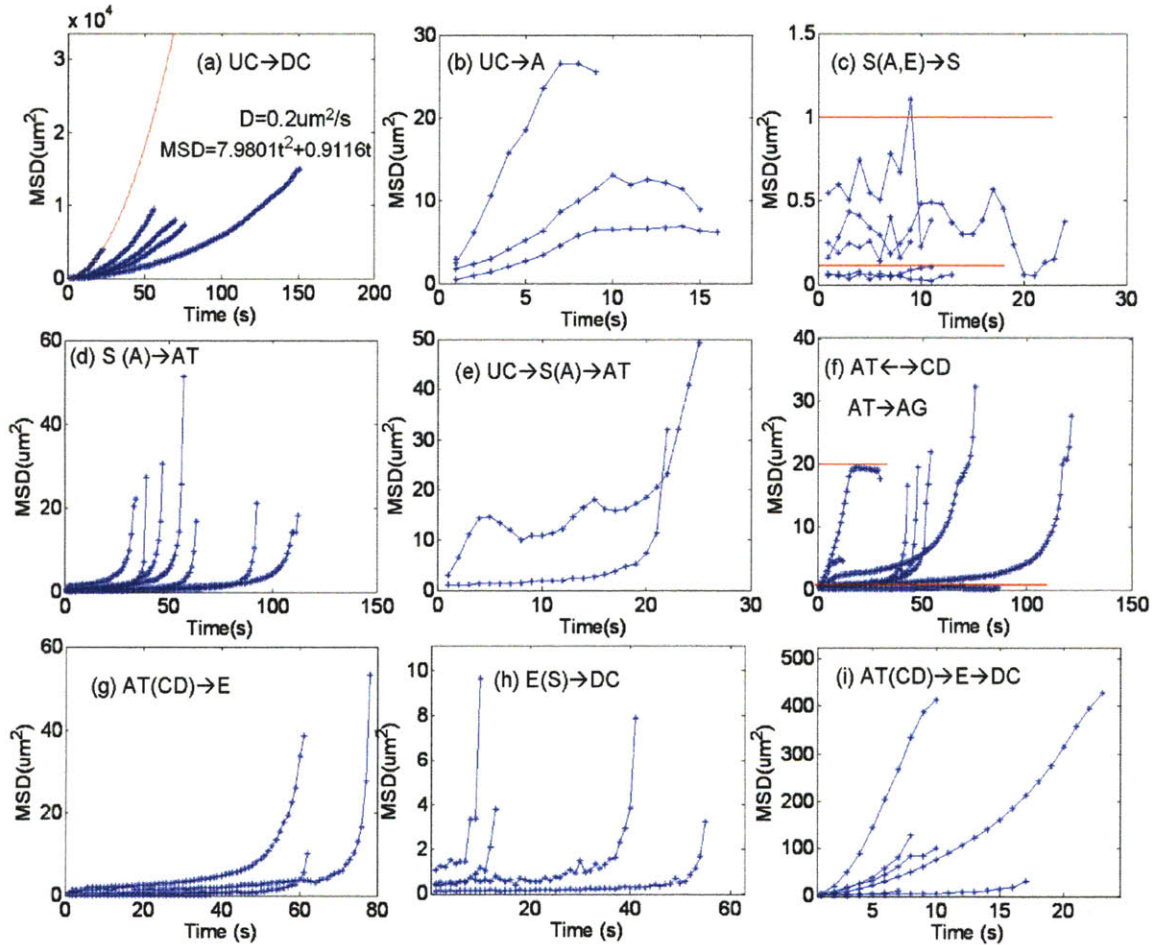 x 10⁴
3
2
1
0
0 50 100 150 200
MSD(um²)
Time (s)
(a) UC→DC
D=0.2um²/s
MSD=7.9801t²+0.9116t
30
20
10
0
0 5 10 15
MSD(um²)
Time(s)
(b) UC→A
1.5
1
0.5
0
0 10 20 30
MSD(um²)
Time(s)
(c) S(A,E)→S
60
40
20
0
0 50 100 150
MSD(um²)
Time(s)
(d) S (A)→AT
50
40
30
20
10
0
0 10 20 30
MSD(um²)
Time(s)
(e) UC→S(A)→AT
40
30
20
10
0
0 50 100 150
MSD(um²)
Time (s)
(f) AT←→CD
AT→AG
60
40
20
0
0 20 40 60 80
MSD(um²)
Time (s)
(g) AT(CD)→E
10
8
6
4
2
0
20 40 60
MSD(um²)
Time (s)
(h) E(S)→DC
500
400
300
200
100
0
5 10 15 20
MSD(um²)
Time (s)
(i) AT(CD)→E→DC